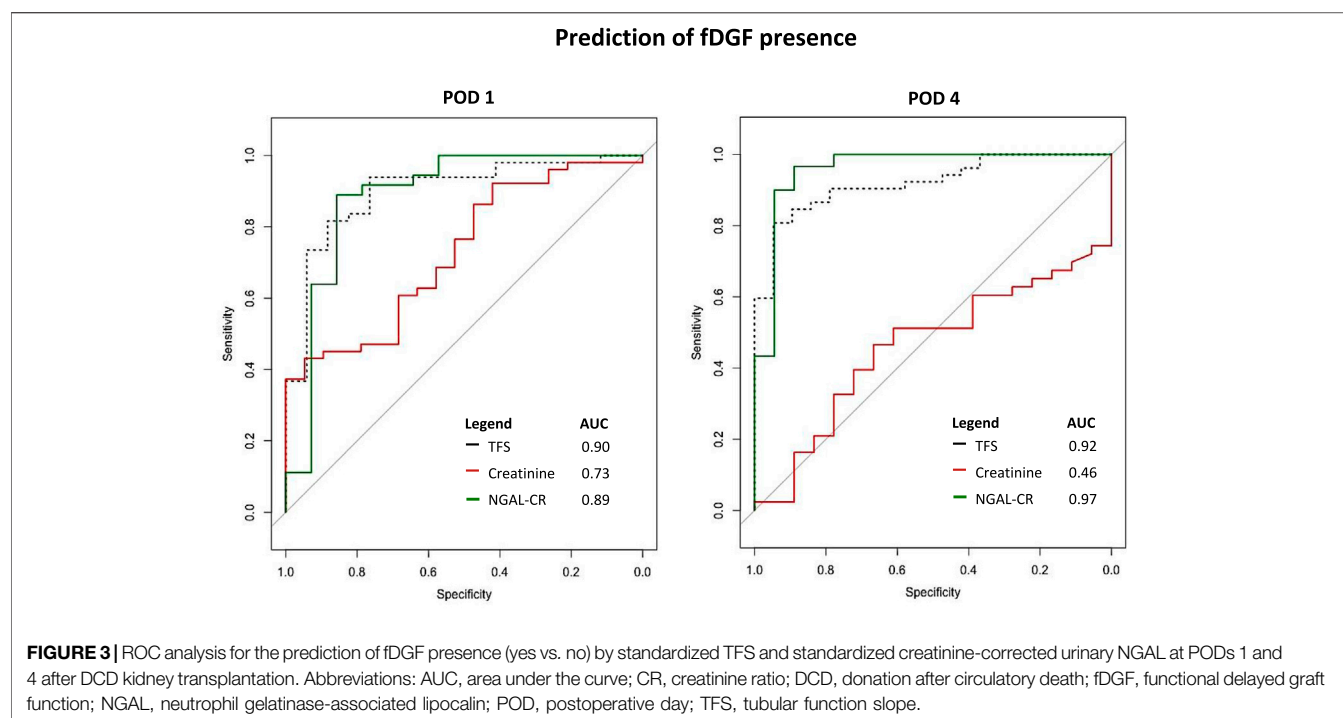 Prediction of fDGF presence
POD 1
Sensitivity
1.0
0.8
0.6
0.4
0.2
0.0
Legend AUC
TFS 0.90
Creatinine 0.73
NGAL-CR 0.89
1.0 0.8 0.6 0.4 0.2 0.0
Specificity
POD 4
Sensitivity
1.0
0.8
0.6
0.4
0.2
0.0
Legend AUC
TFS 0.92
Creatinine 0.46
NGAL-CR 0.97
1.0 0.8 0.6 0.4 0.2 0.0
Specificity
FIGURE 3 | ROC analysis for the prediction of fDGF presence (yes vs. no) by standardized TFS and standardized creatinine-corrected urinary NGAL at PODs 1 and
4 after DCD kidney transplantation. Abbreviations: AUC, area under the curve; CR, creatinine ratio; DCD, donation after circulatory death; fDGF, functional delayed graft
function; NGAL, neutrophil gelatinase-associated lipocalin; POD, postoperative day; TFS, tubular function slope.